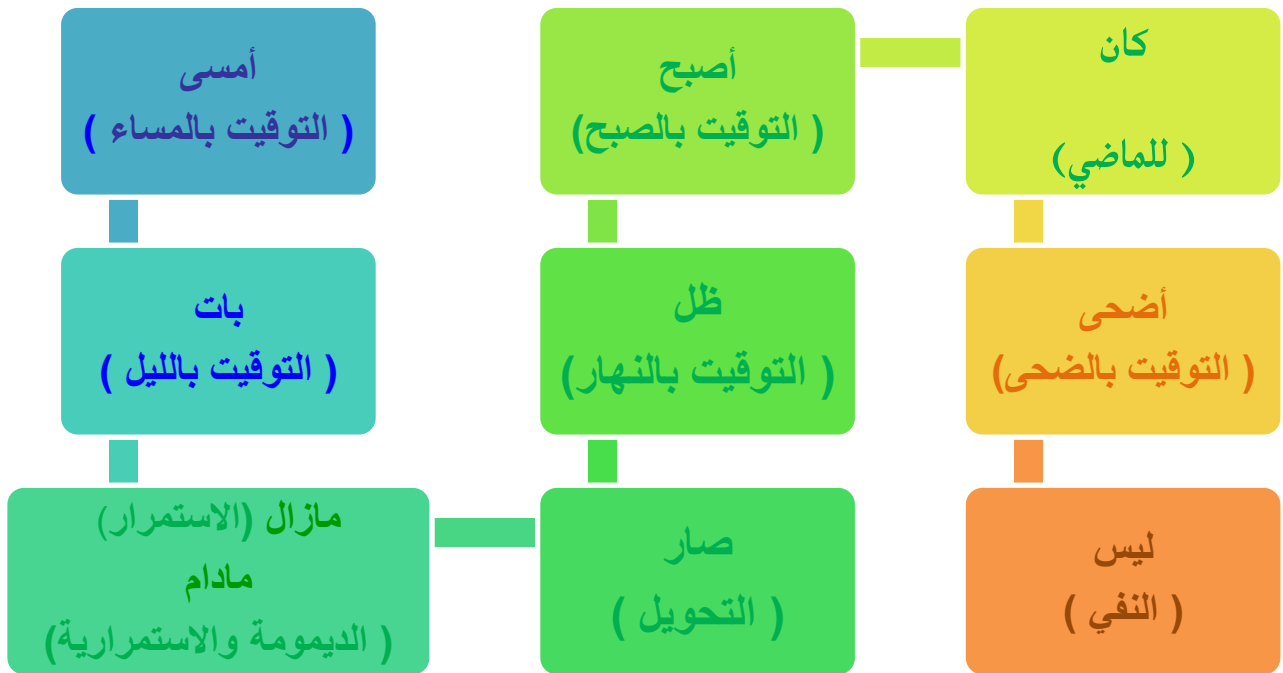 كان
( للماضي)
أصبح
( التوقيت بالصبح)
أمسى
( التوقيت بالمساء )
أضحى
( التوقيت بالضحى)
ظل
( التوقيت بالنهار)
بات
( التوقيت بالليل )
ليس
( النفي )
صار
( التحويل )
مازال (الاستمرار)
مادام
( الديمومة والاستمرارية)